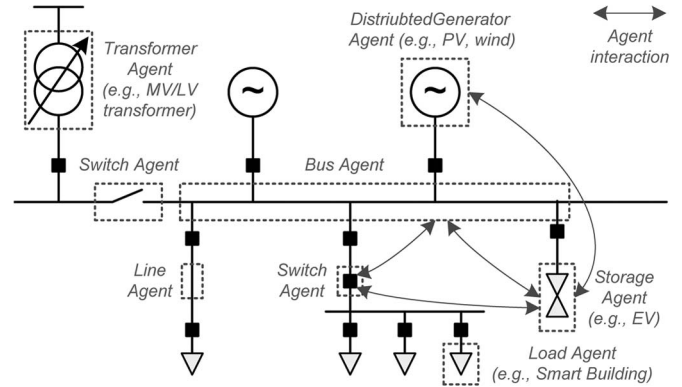 DistriubtedGenerator
Agent (e.g., PV, wind)
Agent
interaction
Transformer
Agent
(e.g., MV/LV
transformer)
~
~
Switch Agent
Bus Agent
Line
Agent
Switch
Agent
Storage
Agent
(e.g., EV)
Load Agent
(e.g., Smart Building)